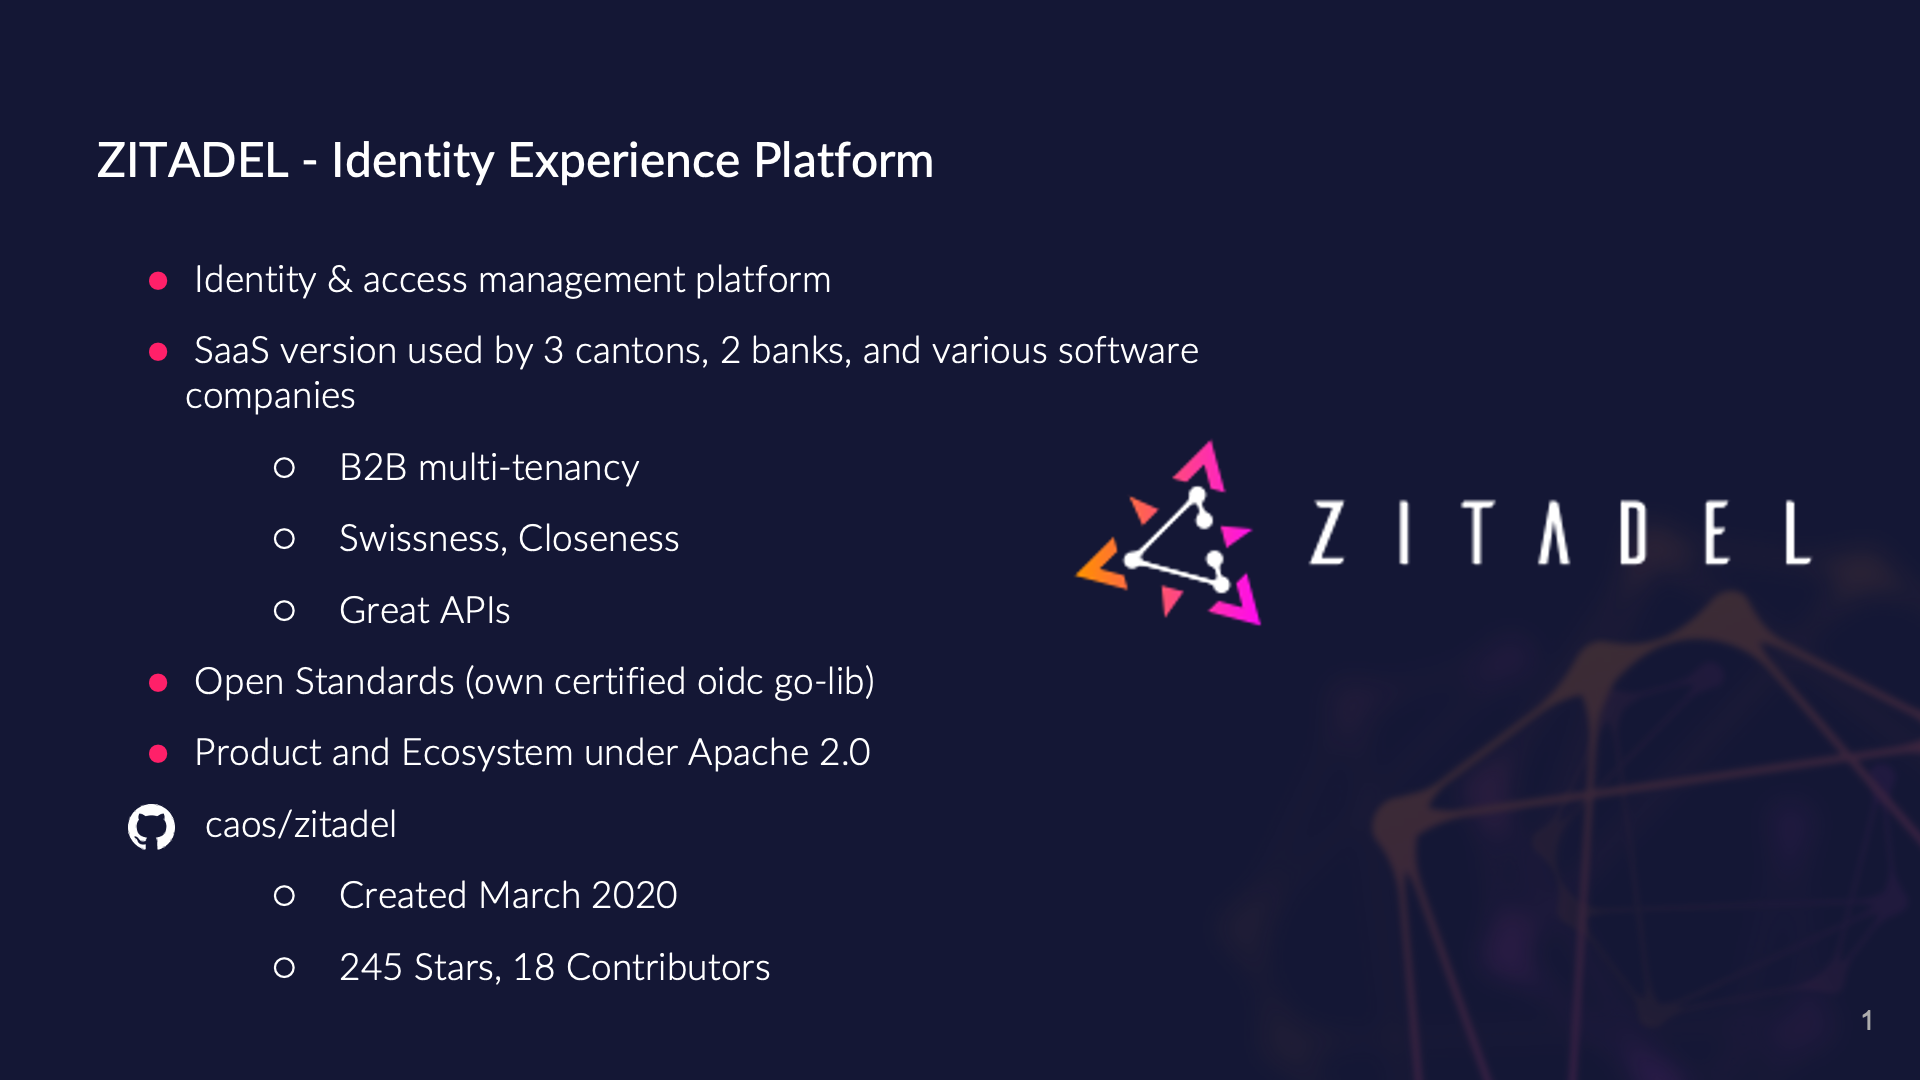 ZITADEL - Identity Experience Platform
Identity & access management platform
SaaS version used by 3 cantons, 2 banks, and various software
companies
B2B multi-tenancy
Swissness, Closeness
Great APIs
ZITADEL
Open Standards (own certified oidc go-lib)
Product and Ecosystem under Apache 2.0
caos/zitadel
Created March 2020
245 Stars, 18 Contributors
1